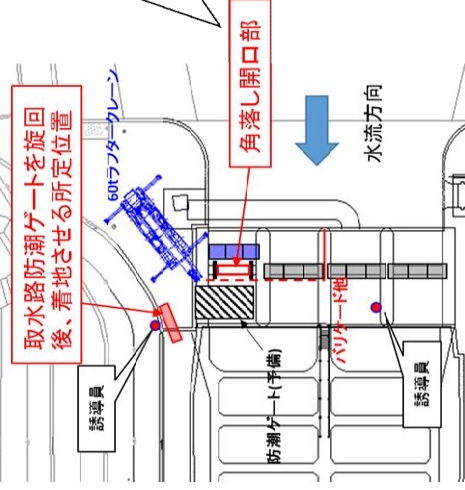 取水路防潮ゲートを旋回
後、着地させる所定位置
60tラフタークレーン
角落し開口部
水流方向
誘導員
防潮ゲート(予備)
バリケード他
誘導員